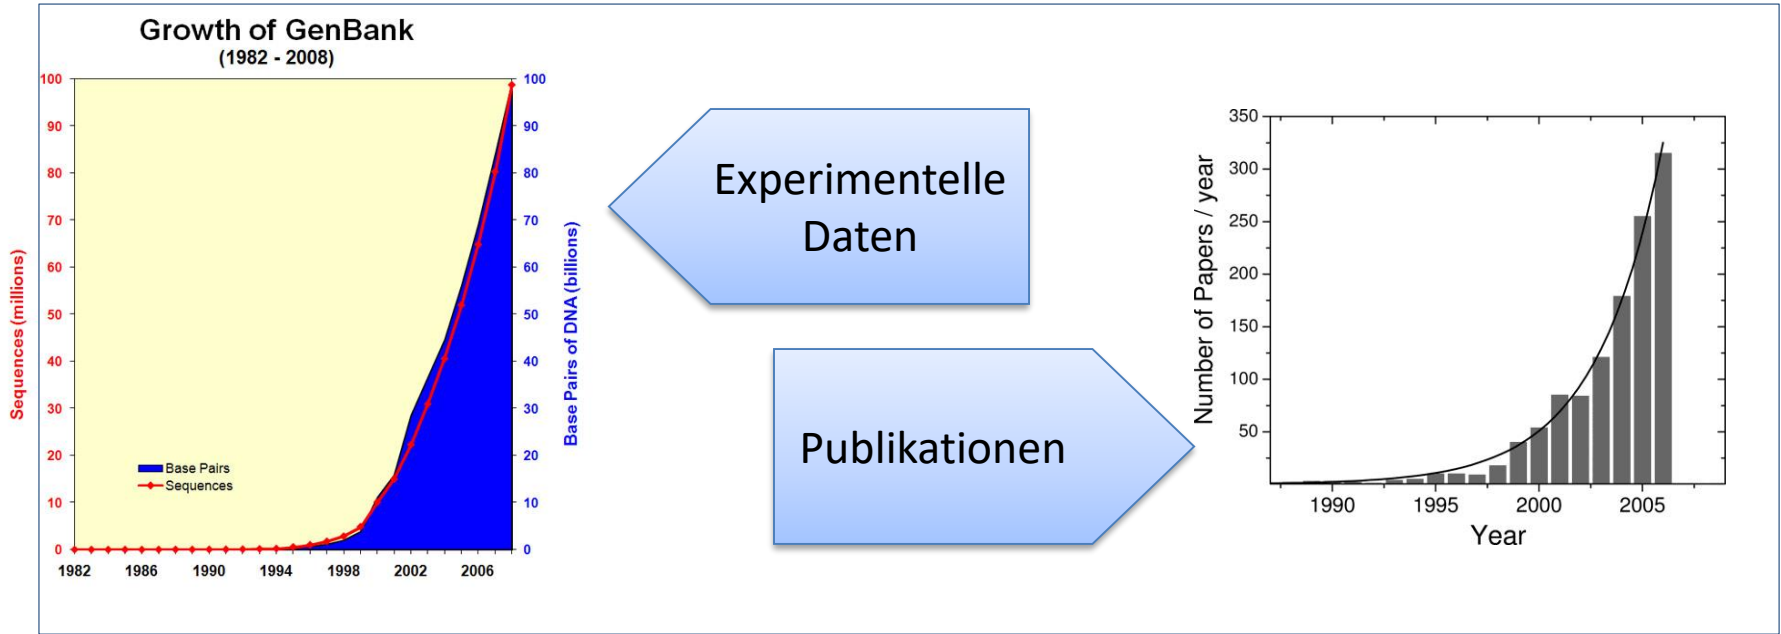 Growth of GenBank
(1982 - 2008)
100
90
80
70
60
50
40
30
20
10
0
Sequences (millions)
100
90
80
70
60
50
40
30
20
10
0
Base Pairs of DNA (billions)
Base Pairs
Sequences
1982 1986 1990 1994 1998 2002 2006
Experimentelle
Daten
Publikationen
350
300
250
200
150
100
50
Number of Papers / year
1990 1995 2000 2005
Year